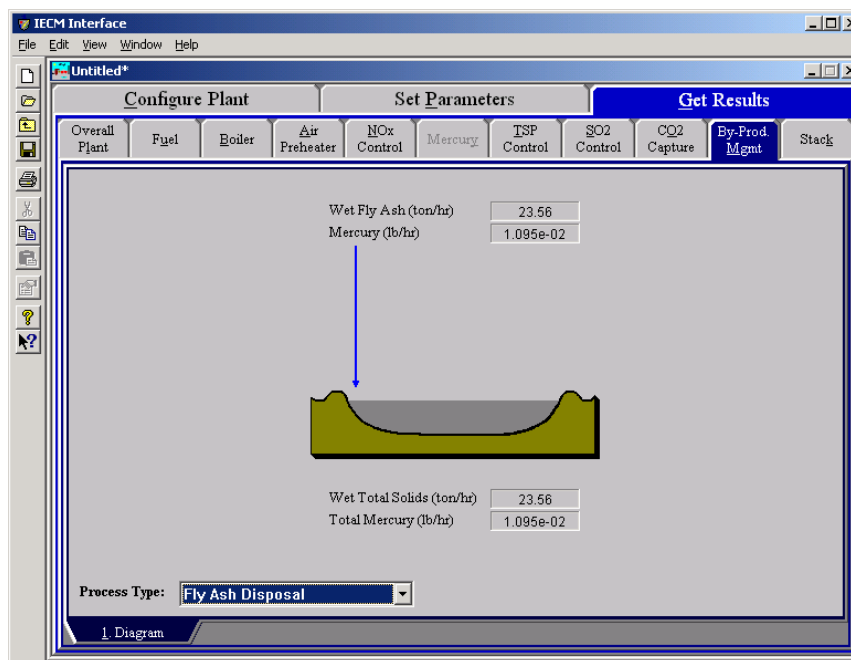 IECM Interface
File Edit View Window Help
Untitled*
Configure Plant Set Parameters Get Results
Overall Plant Fuel Boiler Air Preheater NOx Control Mercury TSP Control SO2 Control CO2 Capture By-Prod. Mgmt Stack
Wet Fly Ash (ton/hr) 23.56
Mercury (lb/hr) 1.095e-02
Wet Total Solids (ton/hr) 23.56
Total Mercury (lb/hr) 1.095e-02
Process Type: Fly Ash Disposal
1. Diagram